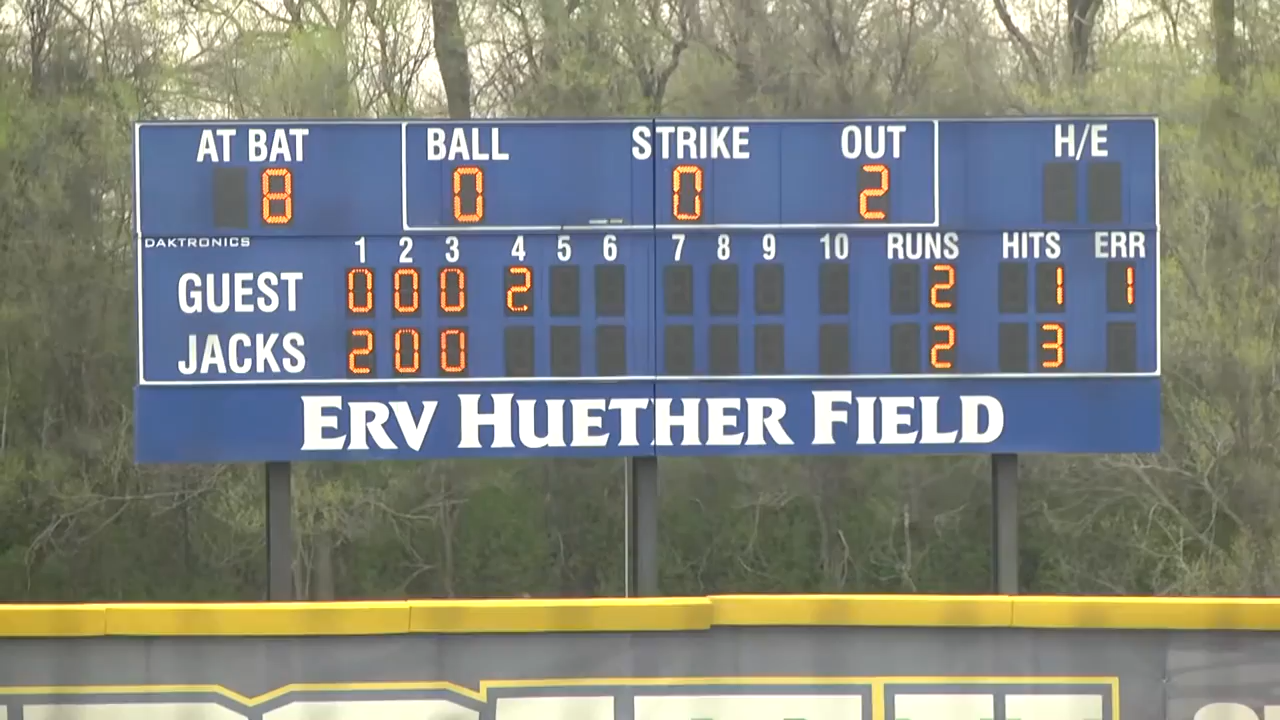 AT BAT BALL STRIKE OUT H/E
8 0 0 2
DAKTRONICS 1 2 3 4 5 6 7 8 9 10 RUNS HITS ERR
GUEST 0 0 0 2 2 1 1
JACKS 2 0 0 2 3
ERV HUETHER FIELD